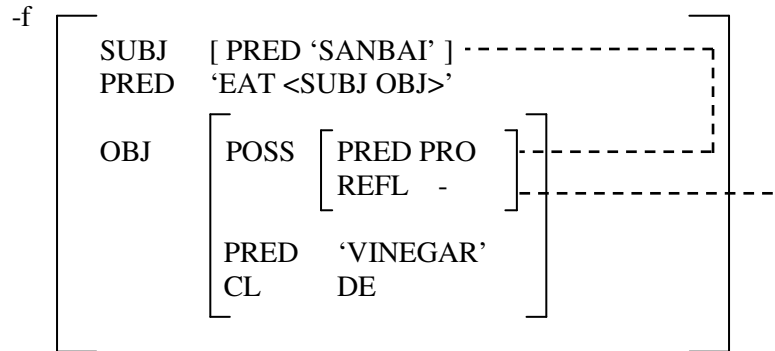 -f
SUBJ [ PRED ‘SANBAI’ ]
PRED ‘EAT <SUBJ OBJ>’
OBJ POSS PRED PRO
REFL -
PRED ‘VINEGAR’
CL DE